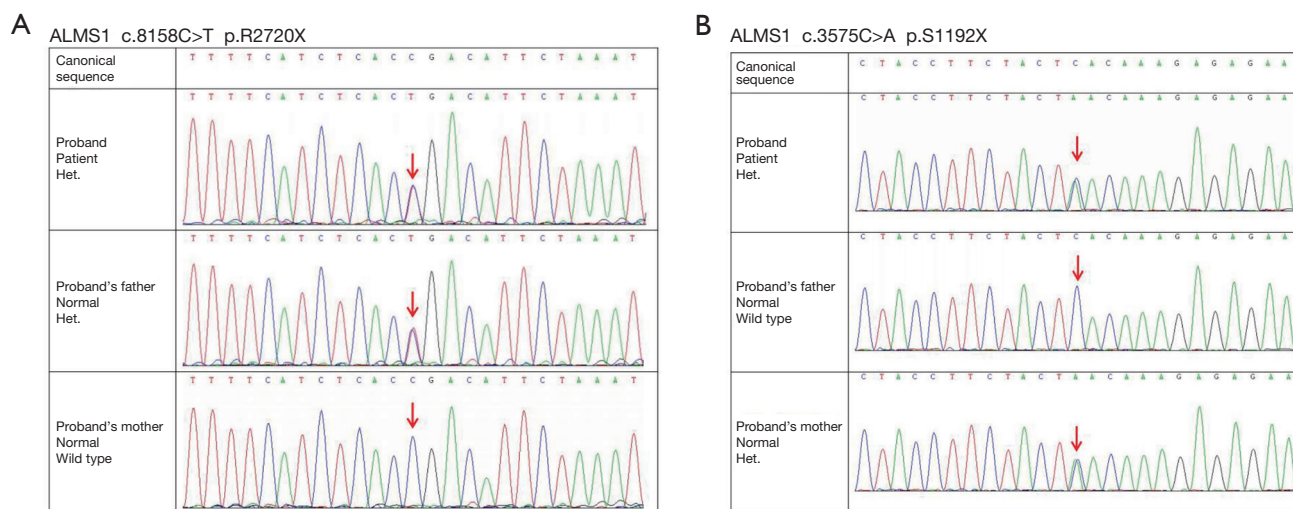 A
ALMS1 c.8158C>T p.R2720X
Canonical
sequence
T T T T C A T C T C A C C G A C A T T C T A A A T
Proband
Patient
Het.
T T T T C A T C T C A C T G A C A T T C T A A A T
Proband's father
Normal
Het.
T T T T C A T C T C A C T G A C A T T C T A A A T
Proband's mother
Normal
Wild type
T T T T C A T C T C A C C G A C A T T C T A A A T
B
ALMS1 c.3575C>A p.S1192X
Canonical
sequence
C T A C C T T C T A C T C A C A A A G A G A G A A
Proband
Patient
Het.
C T A C C T T C T A C T A A C A A A G A G A G A A
Proband's father
Normal
Wild type
C T A C C T T C T A C T C A C A A A G A G A G A A
Proband's mother
Normal
Het.
C T A C C T T C T A C T A A C A A A G A G A G A A